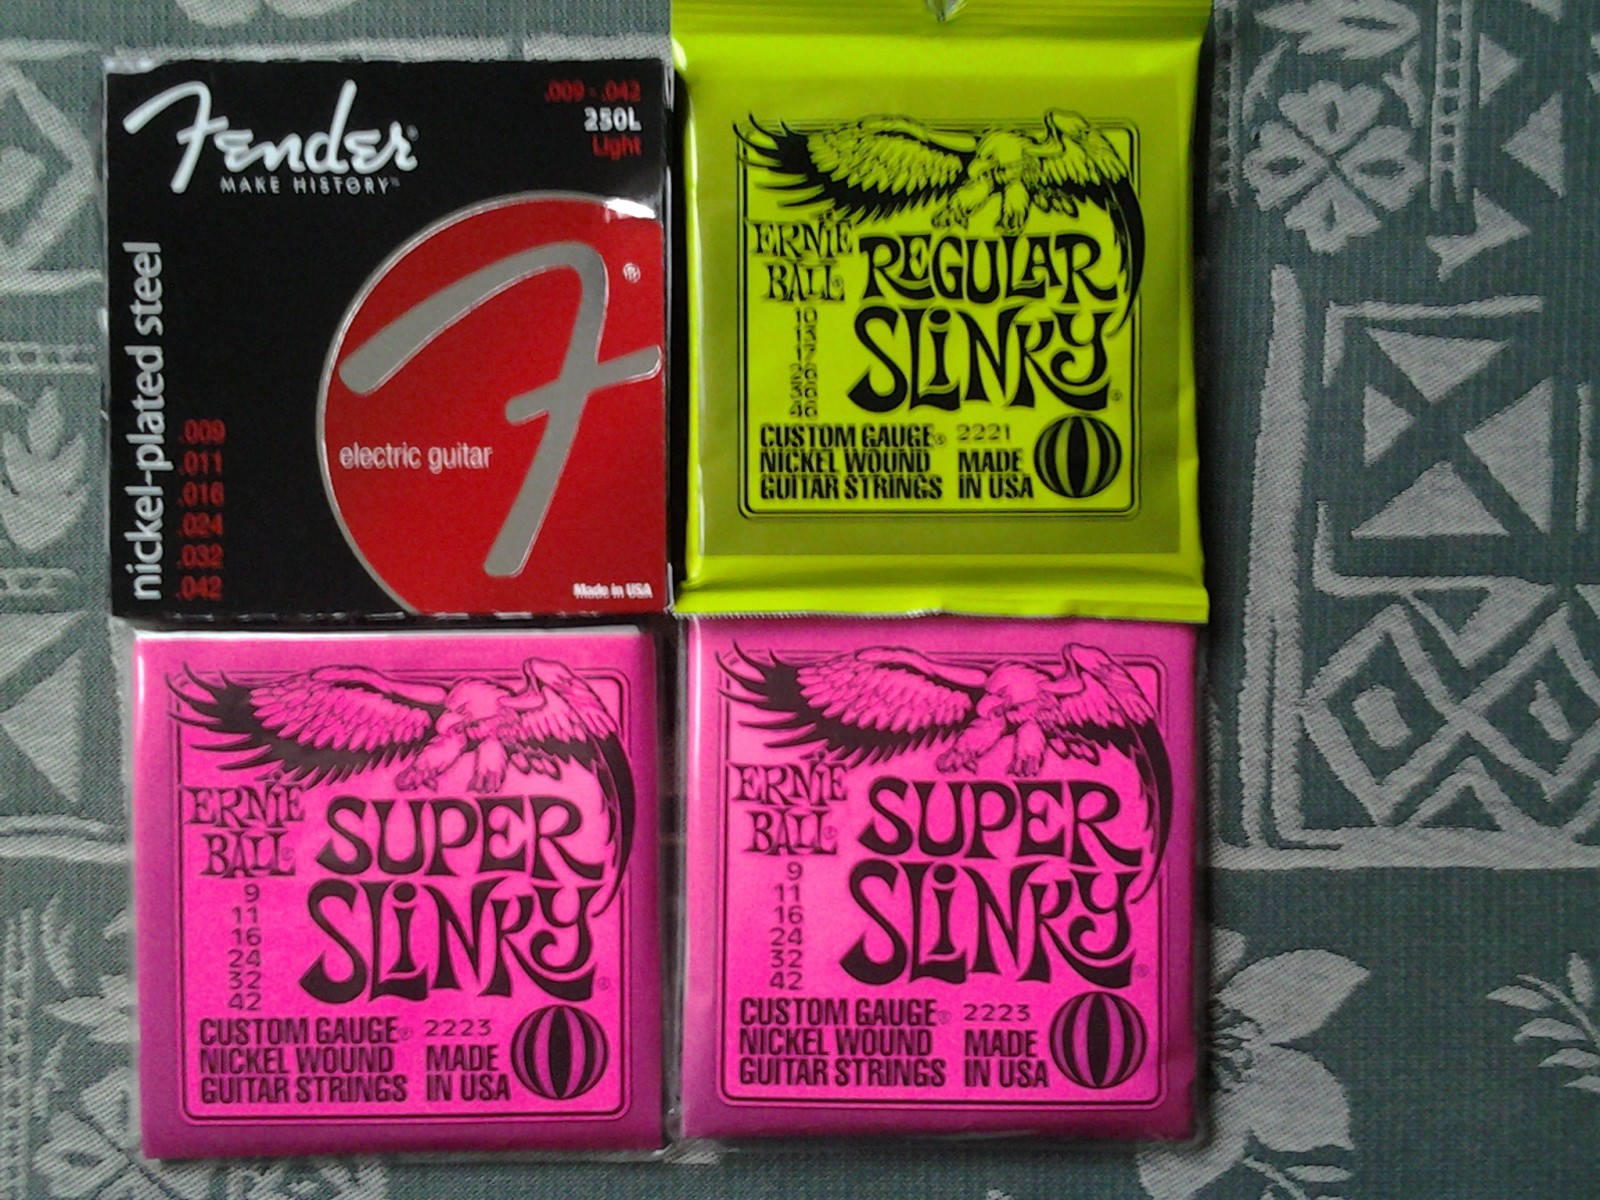 Fender®
MAKE HISTORY™
.009 - .042
250L
Light
nickel-plated steel
.009
.011
.016
.024
.032
.042
F®
electric guitar
Made in USA
ERNiE
BALL®
REGULAR
SLiNKY®
10
13
17
26
36
46
CUSTOM GAUGE® 2221
NICKEL WOUND MADE
GUITAR STRINGS IN USA
ERNiE
BALL®
SUPER
SLiNKY®
9
11
16
24
32
42
CUSTOM GAUGE® 2223
NICKEL WOUND MADE
GUITAR STRINGS IN USA
ERNiE
BALL®
SUPER
SLiNKY®
9
11
16
24
32
42
CUSTOM GAUGE® 2223
NICKEL WOUND MADE
GUITAR STRINGS IN USA